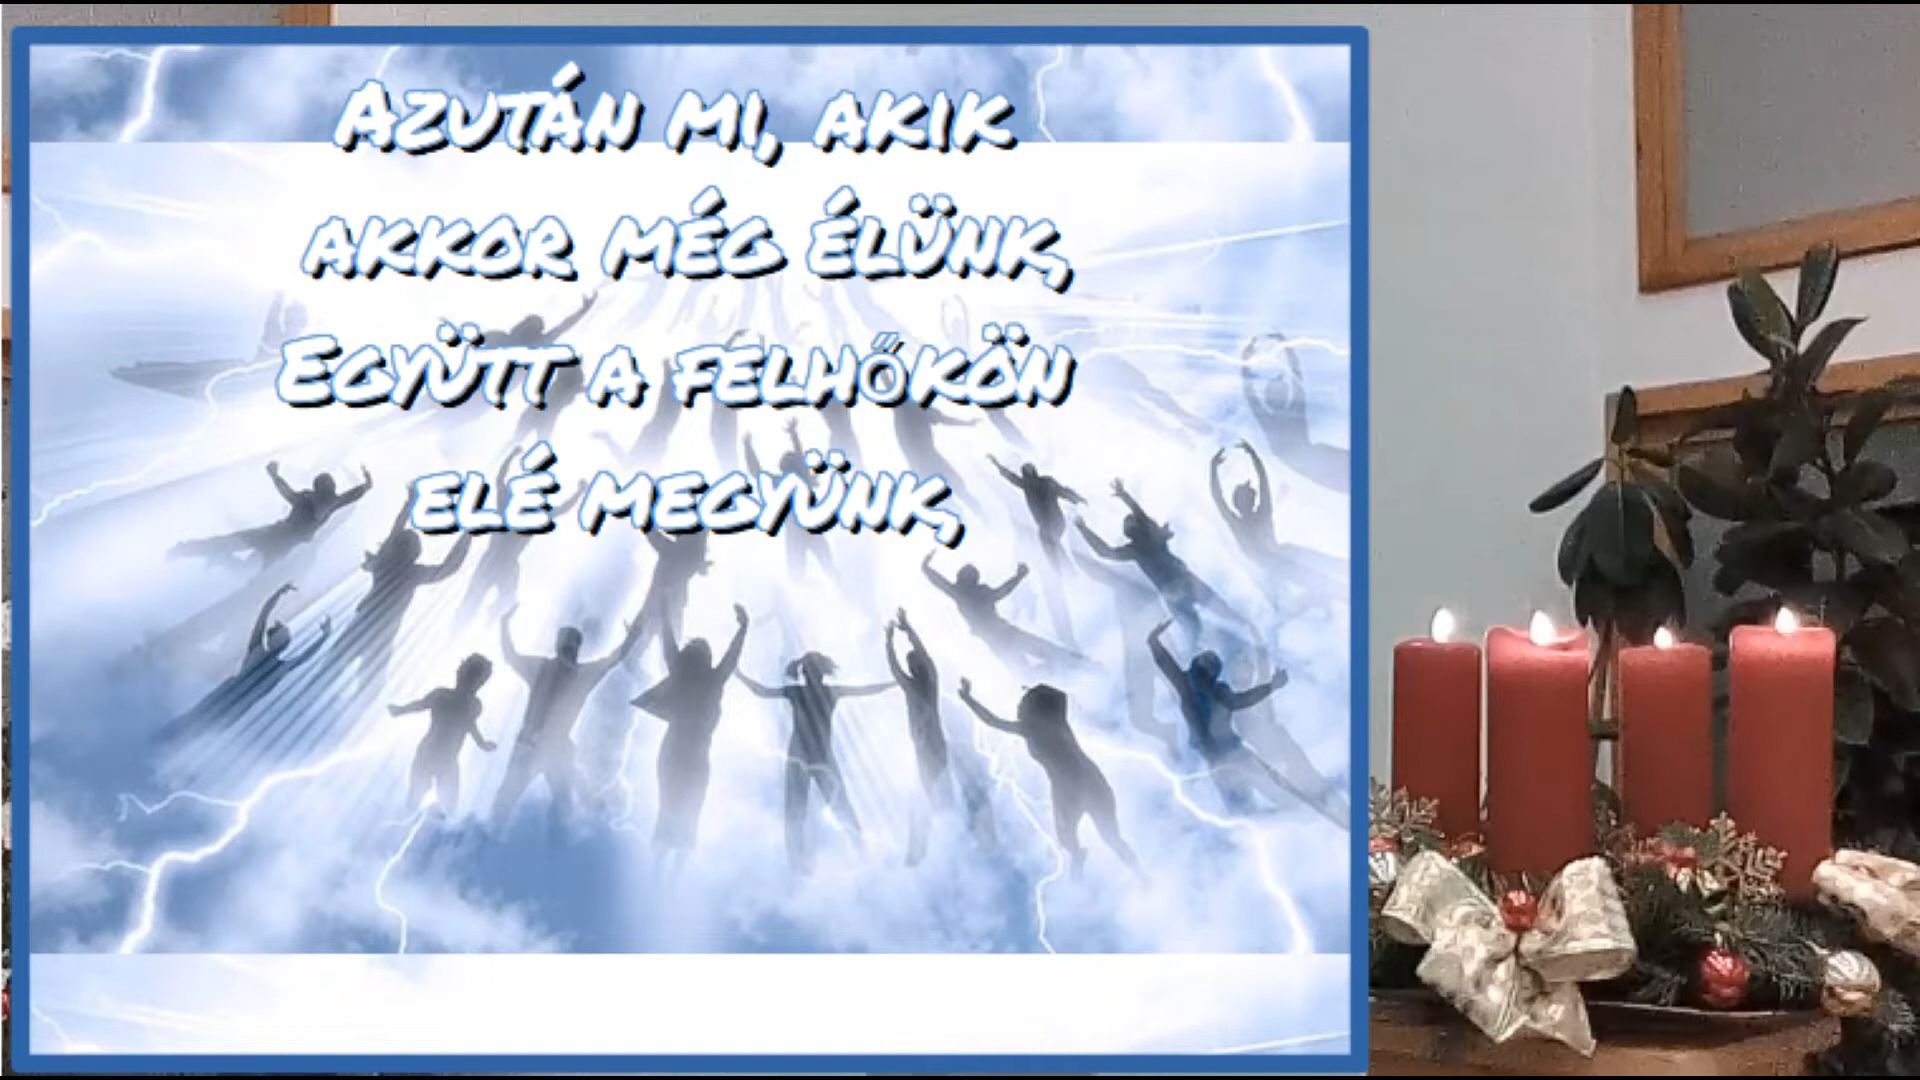 Azután mi, akik
akkor még élünk,
Együtt a felhőkön
elé megyünk,